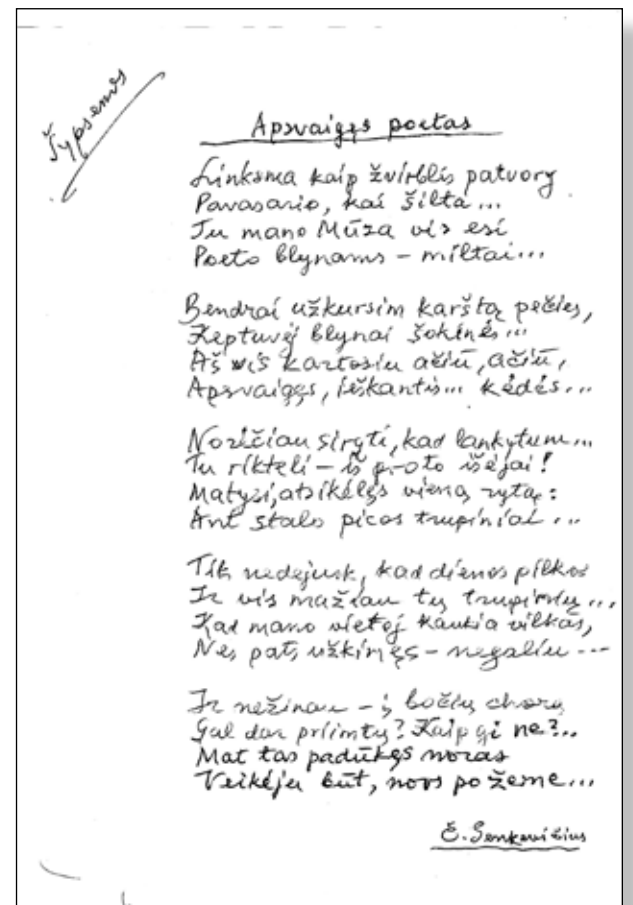 Šypsenos
Apsvaigęs poetas
Linksma kaip žvirblis patvory
Pavasario, kai šilta...
Tu mano Mūza vis esi
Poeto blynams – miltai...
Bendrai užkursim karštą pečių,
Keptuvėj blynai šokinės...
Aš vis kartosiu ačiū, ačiū,
Apsvaigęs, ieškantis... kėdės...
Norėčiau sirgti, kad lankytum...
Tu rikteli – iš proto išėjai!
Matysi, atsikėlęs vieną rytą:
Ant stalo picos trupiniai...
Tik nedejuok, kad dienos pilkos
Ir vis mažiau tų trupinių...
Kad mano vietoj kaukia vilkas,
Nes pats užkimęs – negaliu...
Ir nežinau – į bočių chorą
Gal dar priimtų? Kaip gi ne?..
Mat tas padūkęs noras
Veikėju būt, nors po žeme...
Č. Senkevičius